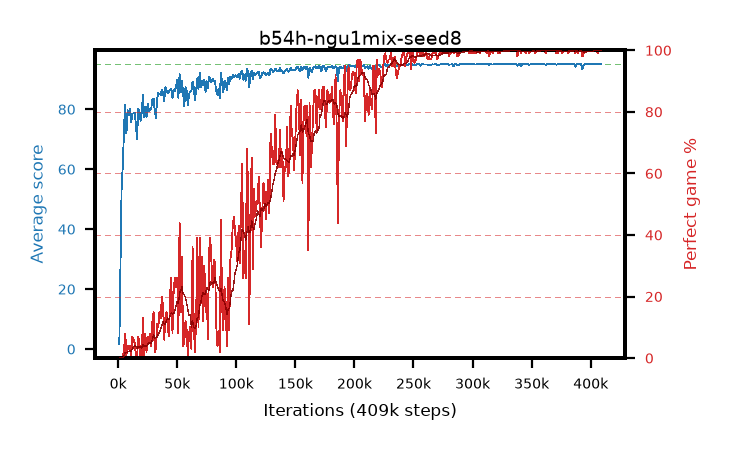 b54h-ngu1mix-seed8
100
80
80
60
60
40
40
20
20
0
0
Average score
Perfect game %
0k
50k
100k
150k
200k
250k
300k
350k
400k
Iterations (409k steps)